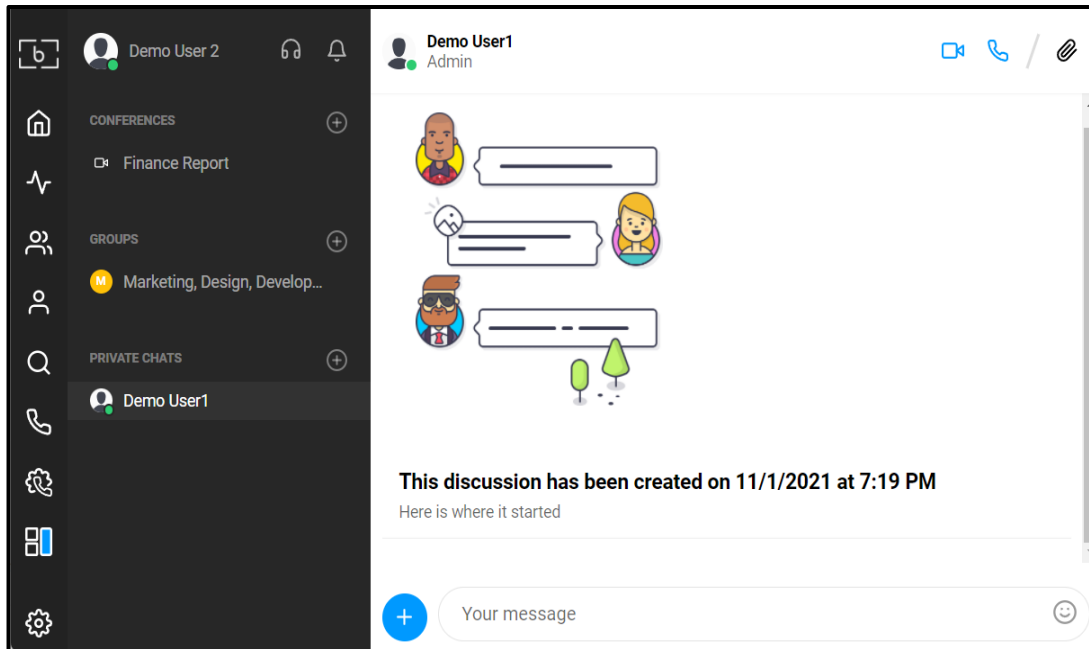 b
Demo User 2
CONFERENCES
Finance Report
GROUPS
M Marketing, Design, Develop...
PRIVATE CHATS
Demo User1
Demo User1
Admin
This discussion has been created on 11/1/2021 at 7:19 PM
Here is where it started
Your message